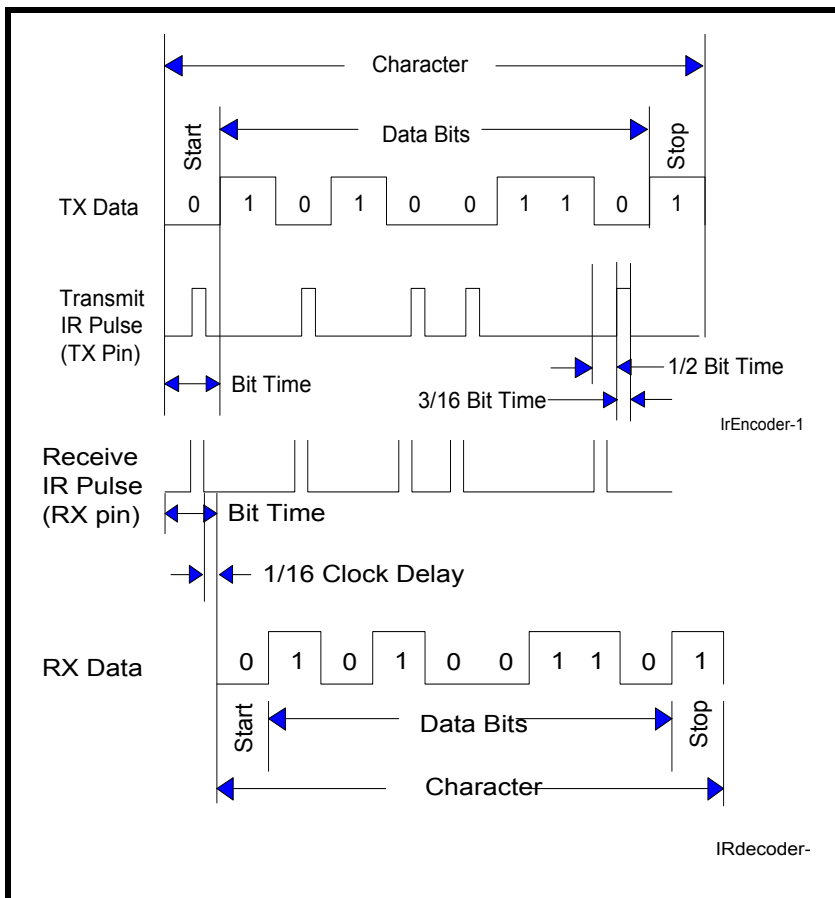 Character
Start
Data Bits
Stop
TX Data
0 1 0 1 0 0 1 1 0 1
Transmit
IR Pulse
(TX Pin)
Bit Time
1/2 Bit Time
3/16 Bit Time
IrEncoder-1
Receive
IR Pulse
(RX pin)
Bit Time
1/16 Clock Delay
RX Data
0 1 0 1 0 0 1 1 0 1
Start
Data Bits
Stop
Character
IRdecoder-